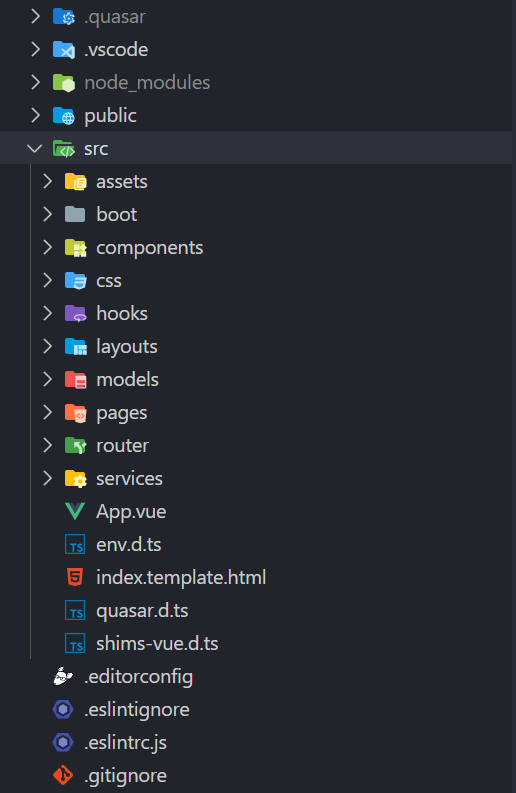 .quasar
.vscode
node_modules
public
src
assets
boot
components
css
hooks
layouts
models
pages
router
services
App.vue
TS env.d.ts
index.template.html
TS quasar.d.ts
TS shims-vue.d.ts
.editorconfig
.eslintignore
.eslintrc.js
.gitignore